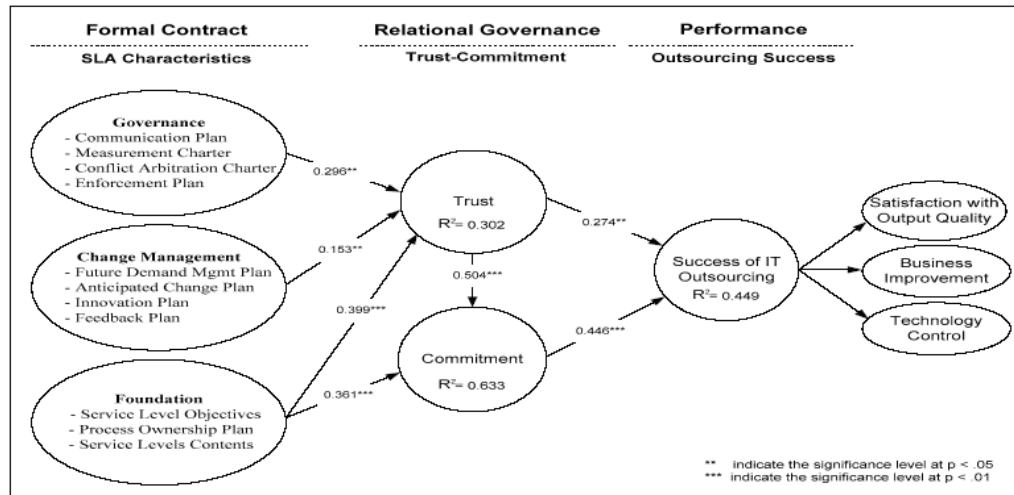 Formal Contract
SLA Characteristics
Relational Governance
Trust-Commitment
Performance
Outsourcing Success
Governance
- Communication Plan
- Measurement Charter
- Conflict Arbitration Charter
- Enforcement Plan
Change Management
- Future Demand Mgmt Plan
- Anticipated Change Plan
- Innovation Plan
- Feedback Plan
Foundation
- Service Level Objectives
- Process Ownership Plan
- Service Levels Contents
0.296**
0.153**
0.399***
0.361***
Trust
R²= 0.302
0.504***
Commitment
R²= 0.633
0.274**
0.446***
Success of IT
Outsourcing
R²= 0.449
Satisfaction with
Output Quality
Business
Improvement
Technology
Control
** indicate the significance level at p < .05
*** indicate the significance level at p < .01